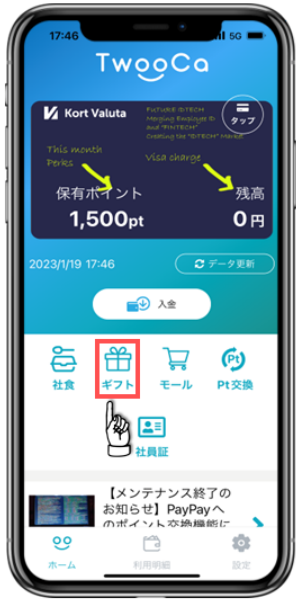 17:46
5G
TwooCa
Kort Valuta
FUTURE ©TECH
Merging Employee ©
and "FINTECH"
Creating the "©TECH" Market
タップ
This month
Perks
Visa charge
保有ポイント
残高
1,500pt
0 円
2023/1/19 17:46
データ更新
入金
社食
ギフト
モール
Pt交換
社員証
【メンテナンス終了の
お知らせ】PayPayへ
のポイント交換機能に
ホーム
利用明細
設定